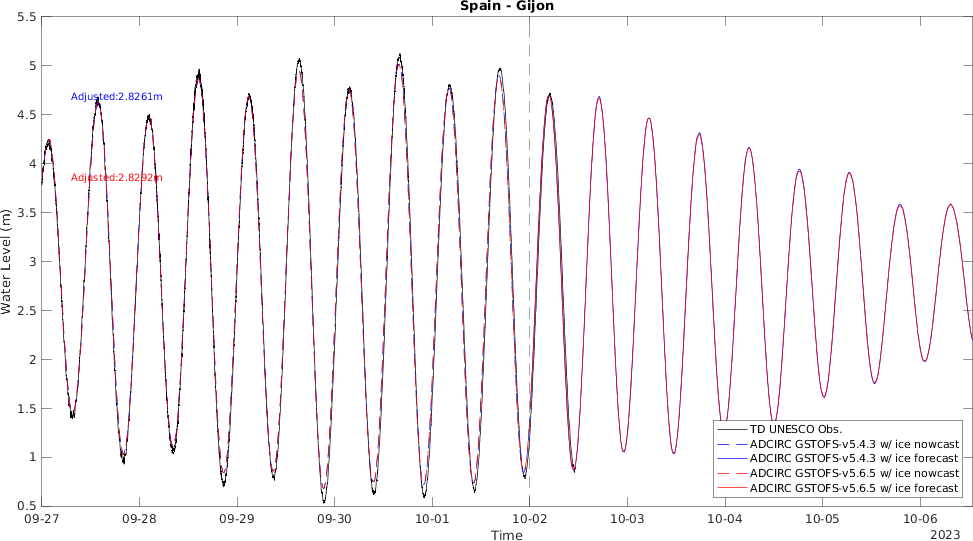 Spain - Gijon
5.5
5
4.5
4
3.5
3
2.5
2
1.5
1
0.5
Water Level (m)
Adjusted:2.8261m
Adjusted:2.8292m
TD UNESCO Obs.
ADCIRC GSTOFS-v5.4.3 w/ ice nowcast
ADCIRC GSTOFS-v5.4.3 w/ ice forecast
ADCIRC GSTOFS-v5.6.5 w/ ice nowcast
ADCIRC GSTOFS-v5.6.5 w/ ice forecast
09-27 09-28 09-29 09-30 10-01 10-02 10-03 10-04 10-05 10-06
Time
2023